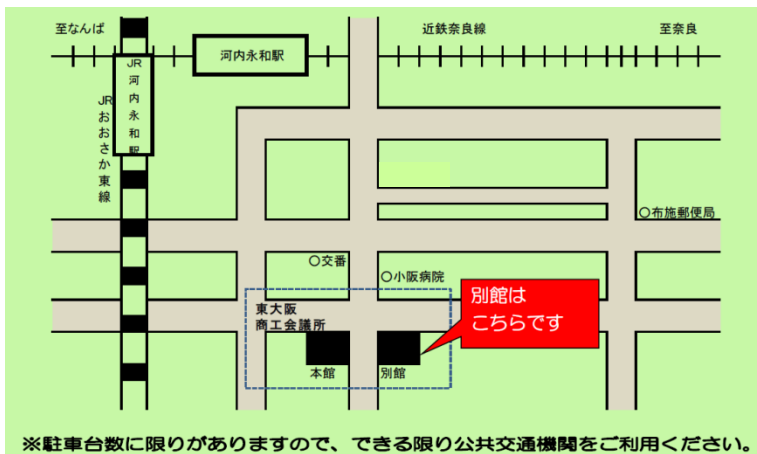 至なんば
近鉄奈良線
至奈良
河内永和駅
JR河内永和駅
JRおおさか東線
○布施郵便局
○交番
○小阪病院
別館は
こちらです
東大阪
商工会議所
本館
別館
※駐車台数に限りがありますので、できる限り公共交通機関をご利用ください。